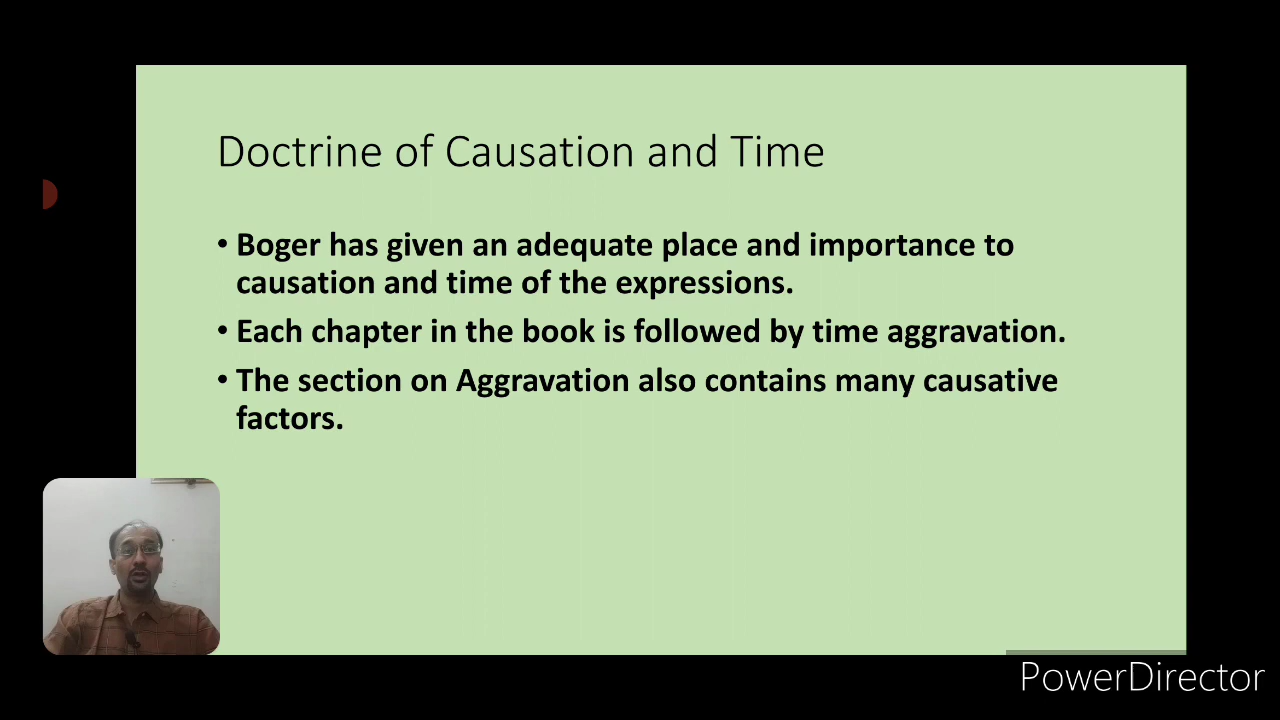 Doctrine of Causation and Time
• Boger has given an adequate place and importance to
causation and time of the expressions.
• Each chapter in the book is followed by time aggravation.
• The section on Aggravation also contains many causative
factors.
PowerDirector